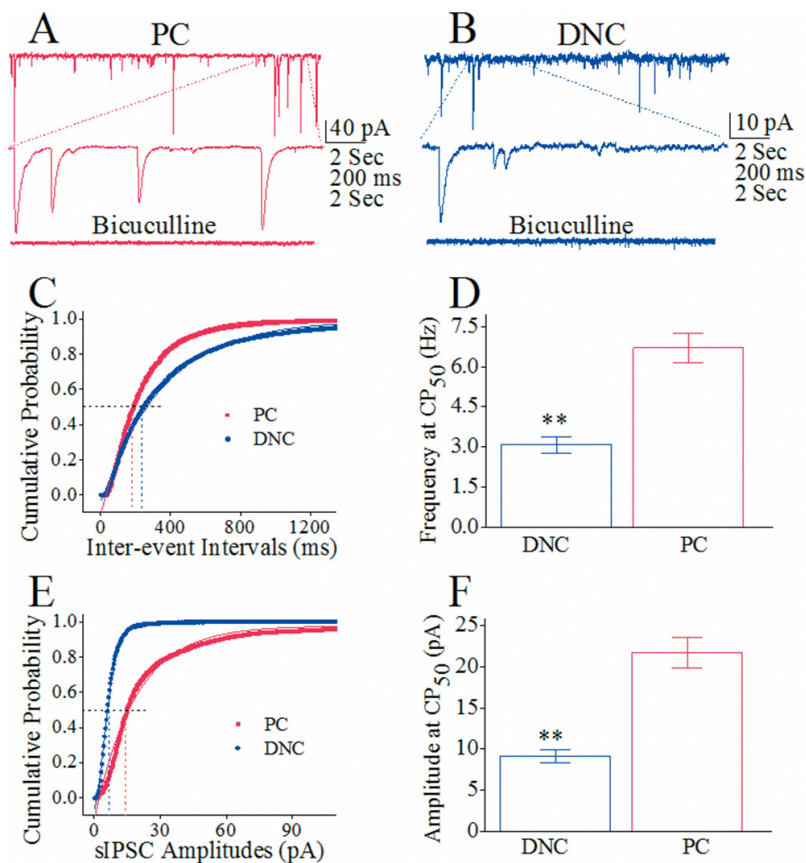 A
PC
40 pA
2 Sec
200 ms
2 Sec
Bicuculline
B
DNC
10 pA
2 Sec
200 ms
2 Sec
Bicuculline
C
Cumulative Probability
1.0
0.8
0.6
0.4
0.2
0.0
PC
DNC
0 400 800 1200
Inter-event Intervals (ms)
D
Frequency at CP50 (Hz)
7.5
6.0
4.5
3.0
1.5
0.0
**
DNC PC
E
Cumulative Probability
1.0
0.8
0.6
0.4
0.2
0.0
PC
DNC
0 30 60 90
sIPSC Amplitudes (pA)
F
Amplitude at CP50 (pA)
25
20
15
10
5
0
**
DNC PC